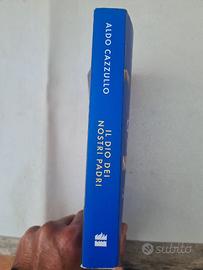 ALDO CAZZULLO
IL DIO DEI
NOSTRI PADRI
subito